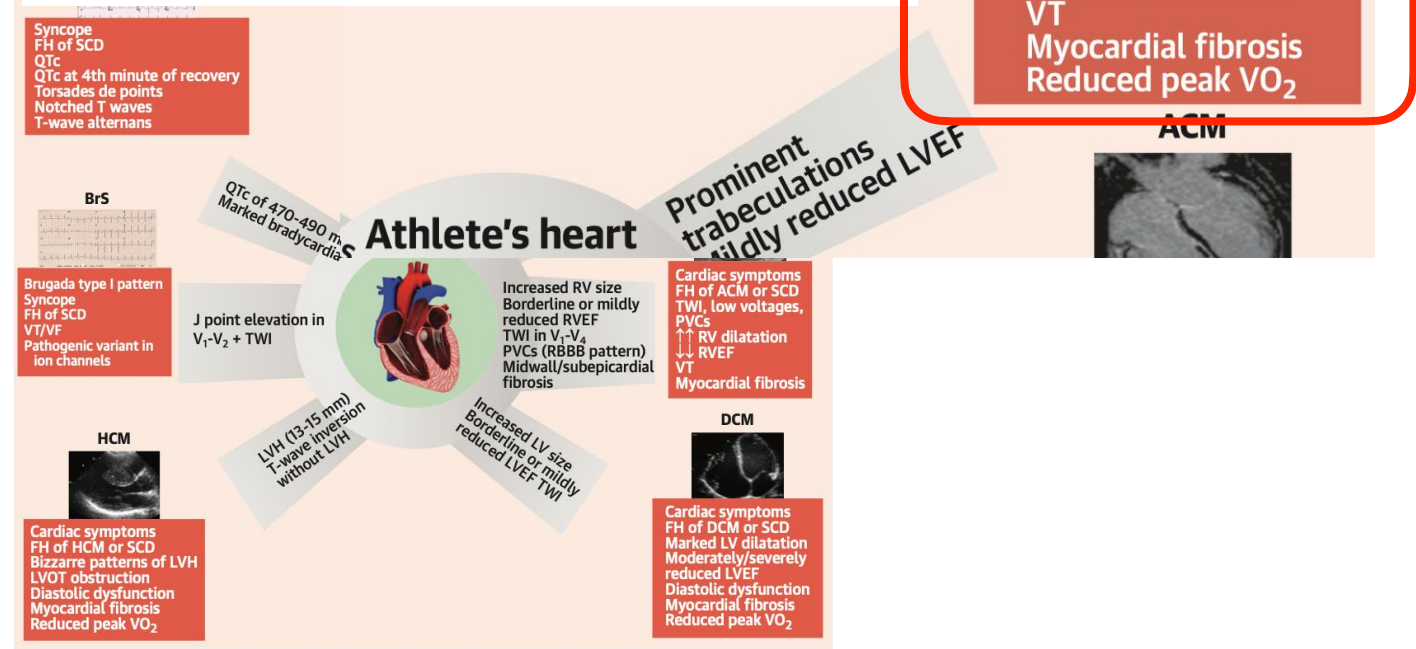 Syncope
FH of SCD
QTc
QTc at 4th minute of recovery
Torsades de points
Notched T waves
T-wave alternans
VT
Myocardial fibrosis
Reduced peak VO₂
ACM
Prominent
trabeculations
Mildly reduced LVEF
QTc of 470-490 ms
Marked bradycardia
Athlete's heart
BrS
Brugada type I pattern
Syncope
FH of SCD
VT/VF
Pathogenic variant in
ion channels
J point elevation in
V₁-V₂ + TWI
Increased RV size
Borderline or mildly
reduced RVEF
TWI in V₁-V₄
PVCs (RBBB pattern)
Midwall/subepicardial
fibrosis
Cardiac symptoms
FH of ACM or SCD
TWI, low voltages,
PVCs
↑↑ RV dilatation
↓↓ RVEF
VT
Myocardial fibrosis
LVH (13-15 mm)
T-wave inversion
without LVH
Increased LV size
Borderline or mildly
reduced LVEF TWI
HCM
Cardiac symptoms
FH of HCM or SCD
Bizzarre patterns of LVH
LVOT obstruction
Diastolic dysfunction
Myocardial fibrosis
Reduced peak VO₂
DCM
Cardiac symptoms
FH of DCM or SCD
Marked LV dilatation
Moderately/severely
reduced LVEF
Diastolic dysfunction
Myocardial fibrosis
Reduced peak VO₂